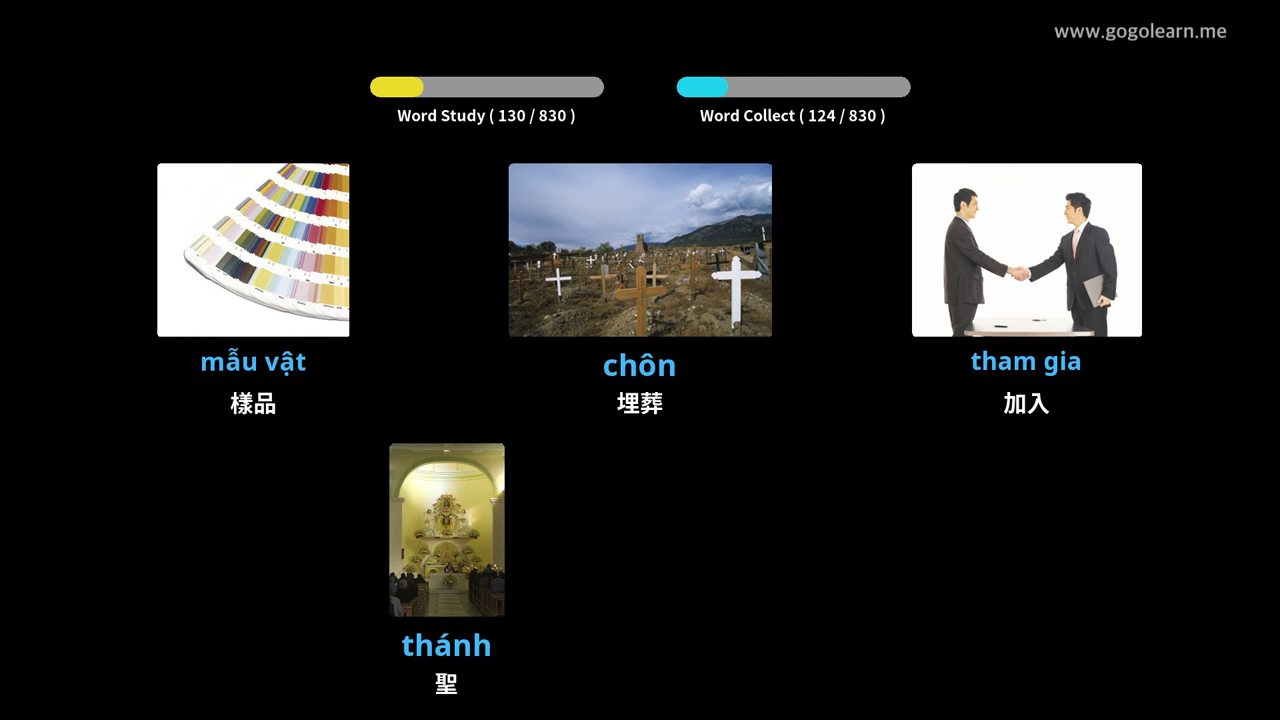 www.gogolearn.me
Word Study ( 130 / 830 )
Word Collect ( 124 / 830 )
mẫu vật
樣品
chôn
埋葬
tham gia
加入
thánh
聖